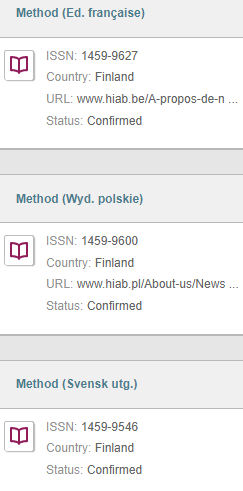 Method (Ed. française)
ISSN: 1459-9627
Country: Finland
URL: www.hiab.be/A-propos-de-n ...
Status: Confirmed
Method (Wyd. polskie)
ISSN: 1459-9600
Country: Finland
URL: www.hiab.pl/About-us/News ...
Status: Confirmed
Method (Svensk utg.)
ISSN: 1459-9546
Country: Finland
Status: Confirmed